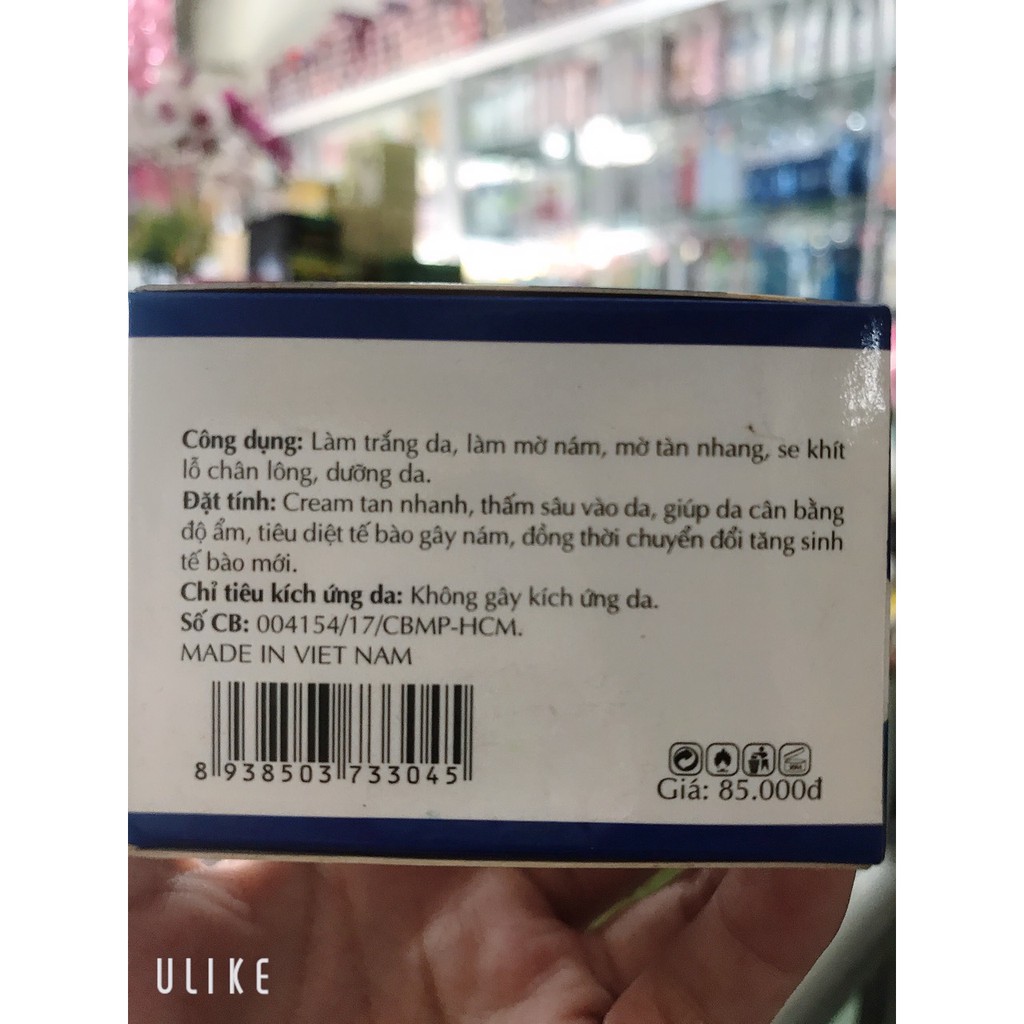 Công dụng: Làm trắng da, làm mờ nám, mờ tàn nhang, se khít
lỗ chân lông, dưỡng da.
Đặt tính: Cream tan nhanh, thấm sâu vào da, giúp da cân bằng
độ ẩm, tiêu diệt tế bào gây nám, đồng thời chuyển đổi tăng sinh
tế bào mới.
Chỉ tiêu kích ứng da: Không gây kích ứng da.
Số CB: 004154/17/CBMP-HCM.
MADE IN VIET NAM
8 938503 733045
Giá: 85.000đ
ULIKE